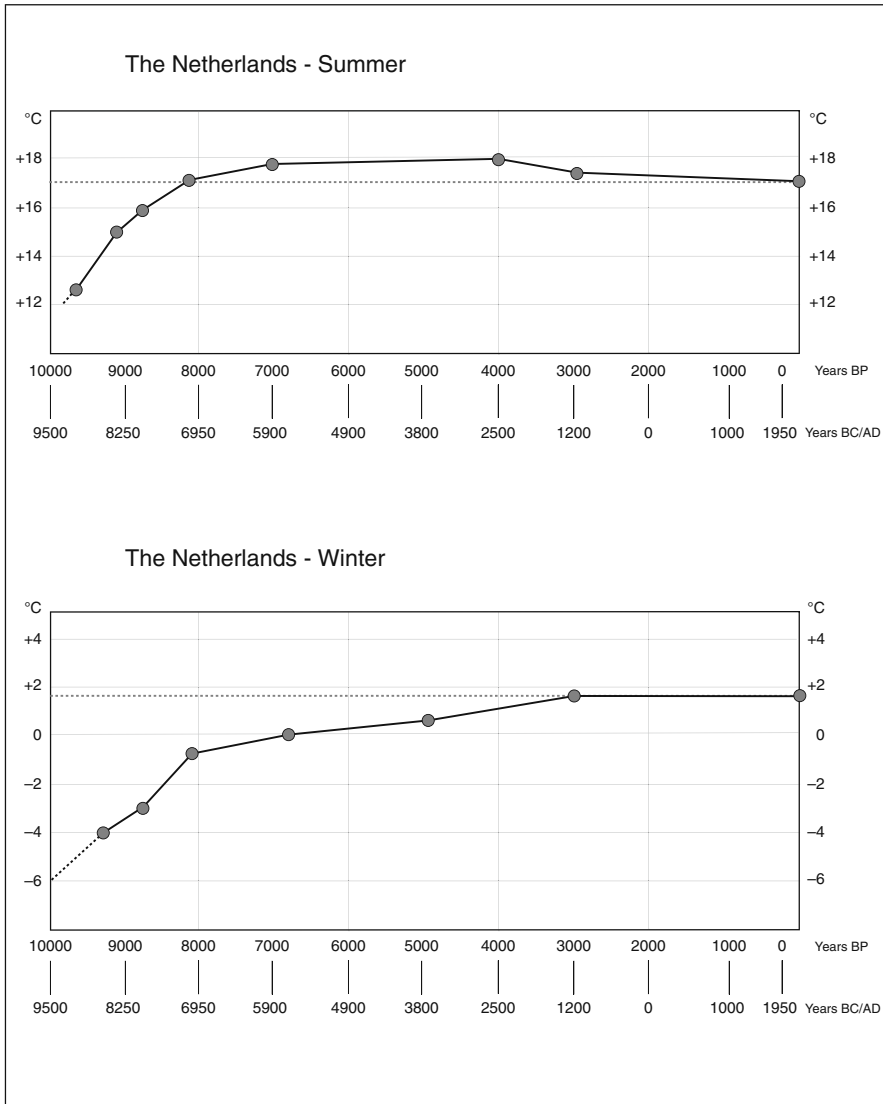 The Netherlands - Summer
°C °C
+18 +18
+16 +16
+14 +14
+12 +12
10000 9000 8000 7000 6000 5000 4000 3000 2000 1000 0 Years BP
9500 8250 6950 5900 4900 3800 2500 1200 0 1000 1950 Years BC/AD
The Netherlands - Winter
°C °C
+4 +4
+2 +2
0 0
–2 –2
–4 –4
–6 –6
10000 9000 8000 7000 6000 5000 4000 3000 2000 1000 0 Years BP
9500 8250 6950 5900 4900 3800 2500 1200 0 1000 1950 Years BC/AD